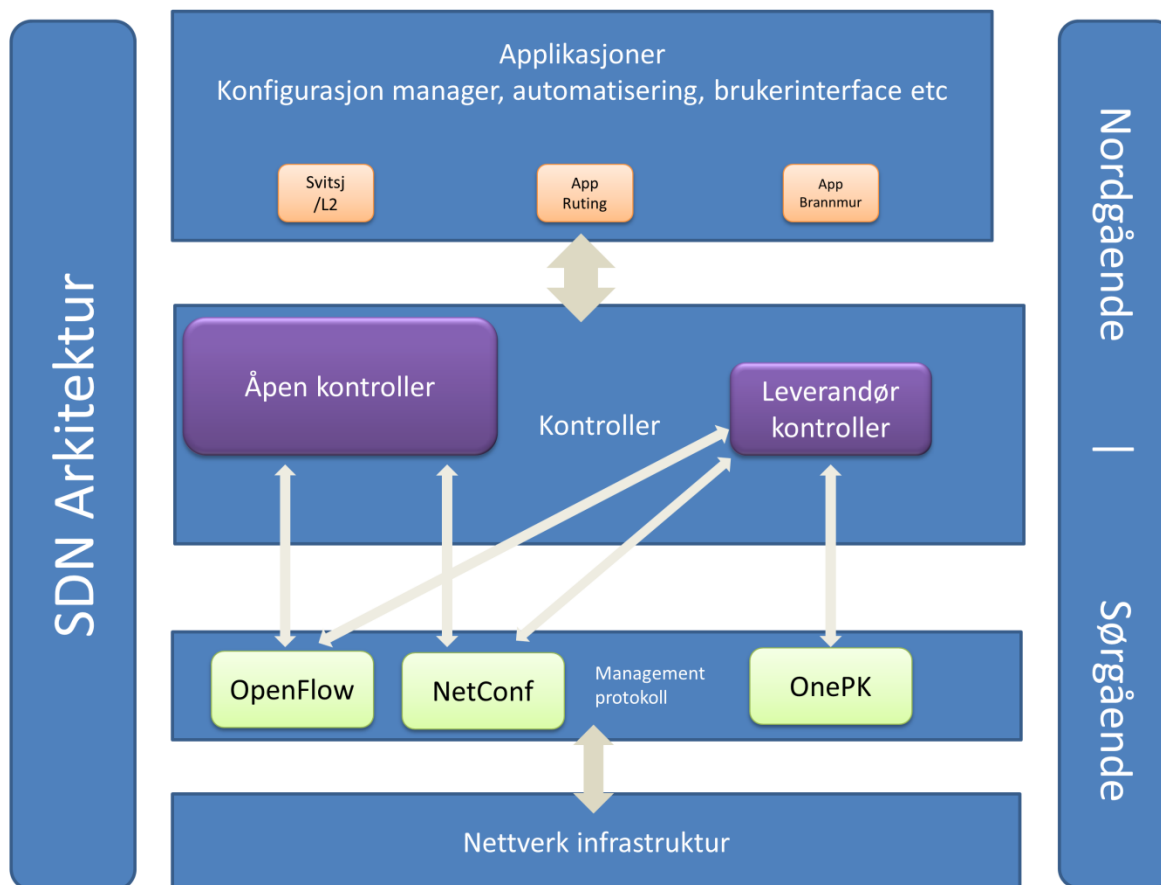 SDN Arkitektur
Applikasjoner
Konfigurasjon manager, automatisering, brukerinterface etc
Svitsj
/L2
App
Ruting
App
Brannmur
Åpen kontroller
Kontroller
Leverandør
kontroller
OpenFlow
NetConf
Management
protokoll
OnePK
Nettverk infrastruktur
Nordgående | Sørgående